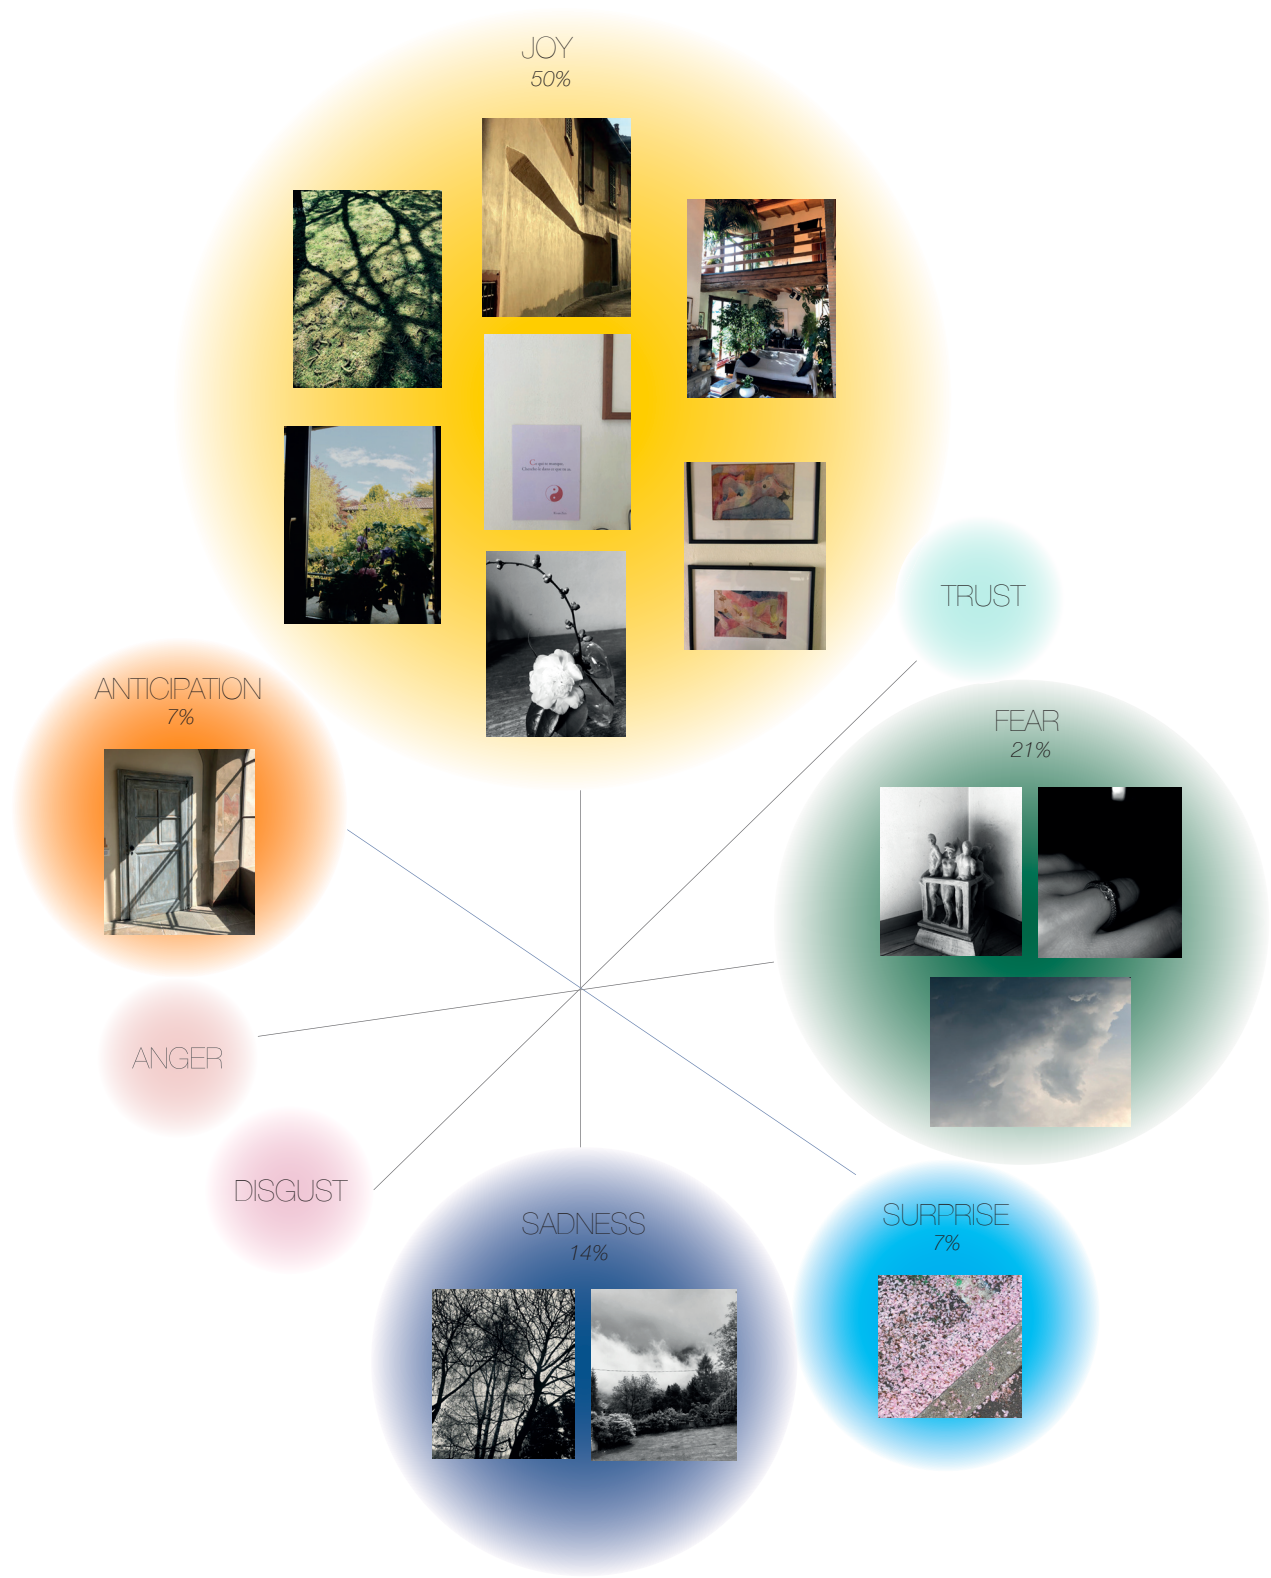 JOY
50%
TRUST
ANTICIPATION
7%
FEAR
21%
ANGER
DISGUST
SADNESS
14%
SURPRISE
7%